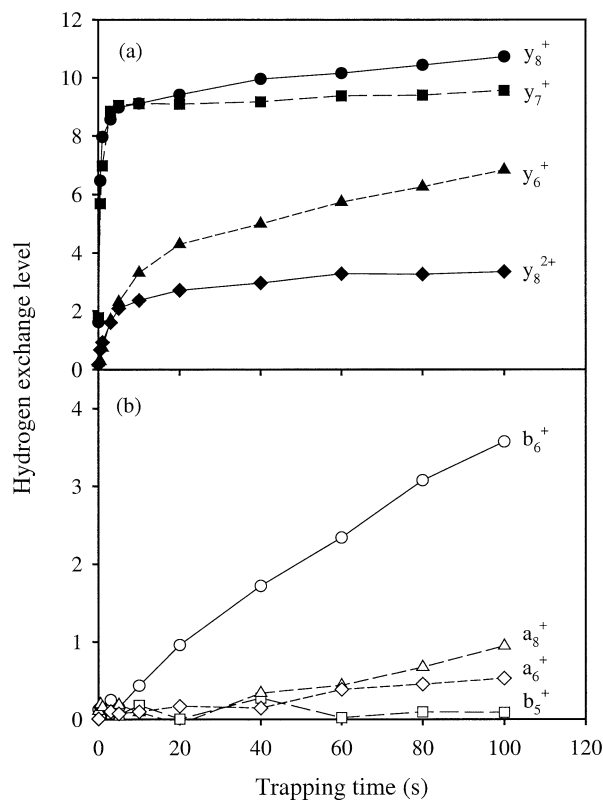 12
(a)
y8+
10
y7+
8
y6+
6
4
y82+
2
0
Hydrogen exchange level
(b)
4
b6+
3
2
1
a8+
a6+
b5+
0
0 20 40 60 80 100 120
Trapping time (s)